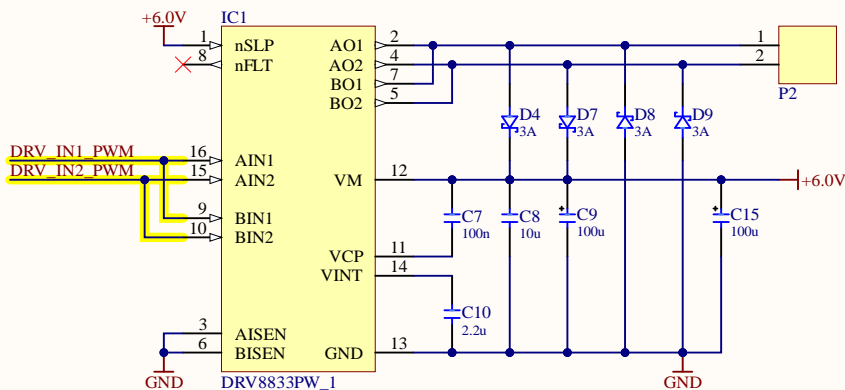 IC1
+6.0V
1 nSLP AO1 2 1
8 nFLT AO2 4 2
BO1 7
BO2 5
P2
D4 D7 D8 D9
3A 3A 3A 3A
DRV_IN1_PWM 16 AIN1
DRV_IN2_PWM 15 AIN2 VM 12 +6.0V
9 BIN1
10 BIN2
C7 C8 C9 C15
100n 10u 100u 100u
VCP 11
VINT 14
C10
2.2u
3 AISEN
6 BISEN GND 13
GND GND
DRV8833PW_1